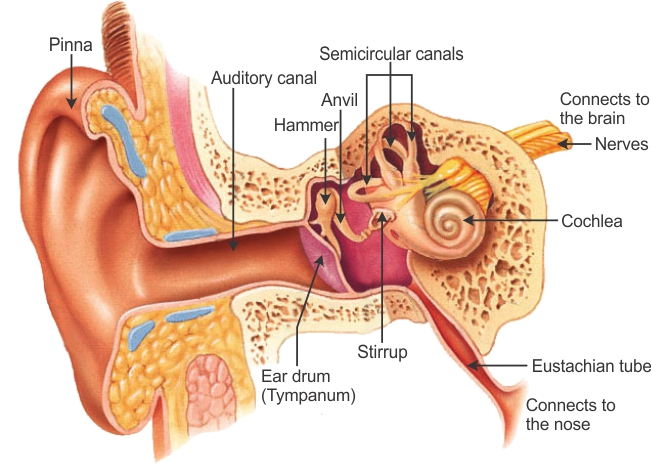 Pinna
Semicircular canals
Auditory canal
Anvil
Hammer
Connects to
the brain
Nerves
Cochlea
Stirrup
Ear drum
(Tympanum)
Eustachian tube
Connects to
the nose